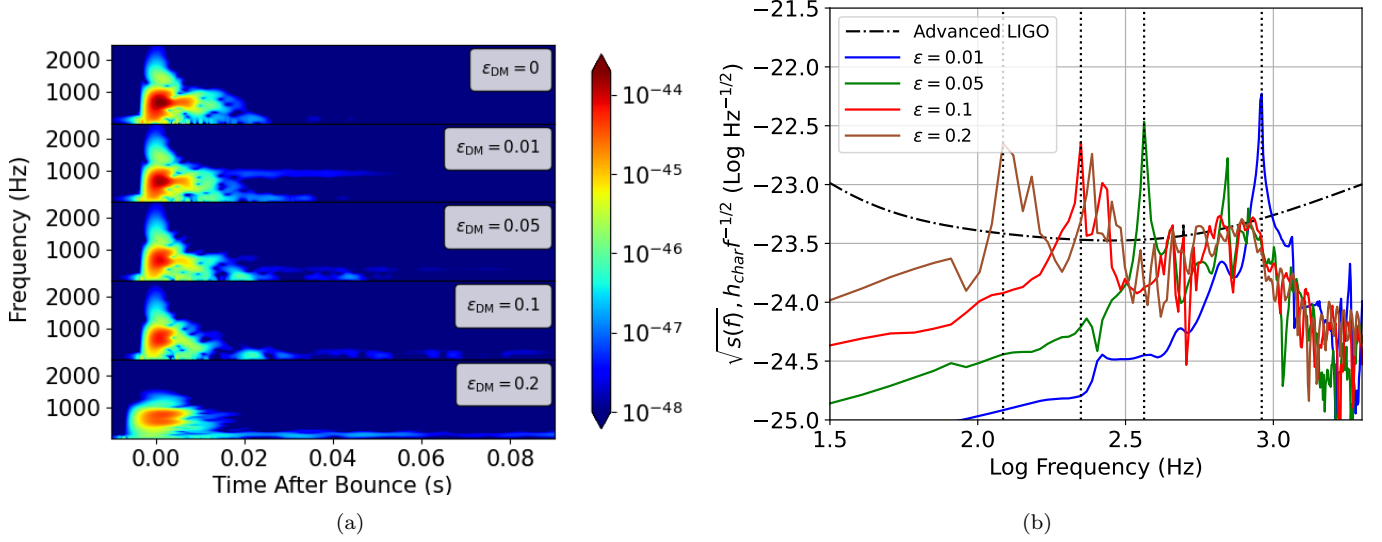 2000
1000
ε_DM = 0
2000
1000
ε_DM = 0.01
2000
1000
ε_DM = 0.05
2000
1000
ε_DM = 0.1
2000
1000
ε_DM = 0.2
Frequency (Hz)
0.00 0.02 0.04 0.06 0.08
Time After Bounce (s)
10^−44
10^−45
10^−46
10^−47
10^−48
(a)
−21.5
−22.0
−22.5
−23.0
−23.5
−24.0
−24.5
−25.0
√s(f), h_char f^−1/2 (Log Hz^−1/2)
Advanced LIGO
ε = 0.01
ε = 0.05
ε = 0.1
ε = 0.2
1.5 2.0 2.5 3.0
Log Frequency (Hz)
(b)